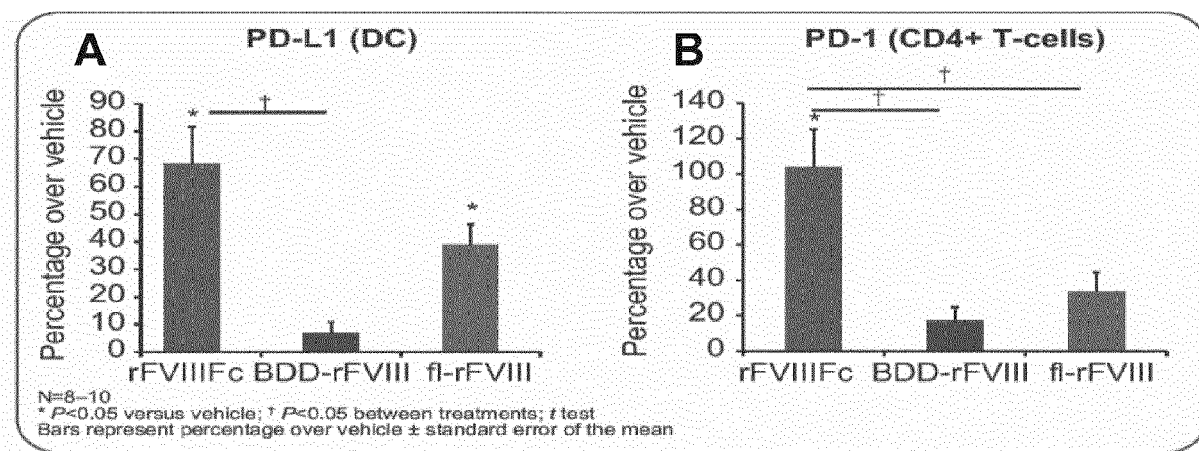 A
PD-L1 (DC)
Percentage over vehicle
90
80
70
60
50
40
30
20
10
0
*
†
*
rFVIIIFc BDD-rFVIII fl-rFVIII
B
PD-1 (CD4+ T-cells)
Percentage over vehicle
140
120
100
80
60
40
20
0
†
†
*
rFVIIIFc BDD-rFVIII fl-rFVIII
N=8–10
* P<0.05 versus vehicle; † P<0.05 between treatments; t test
Bars represent percentage over vehicle ± standard error of the mean